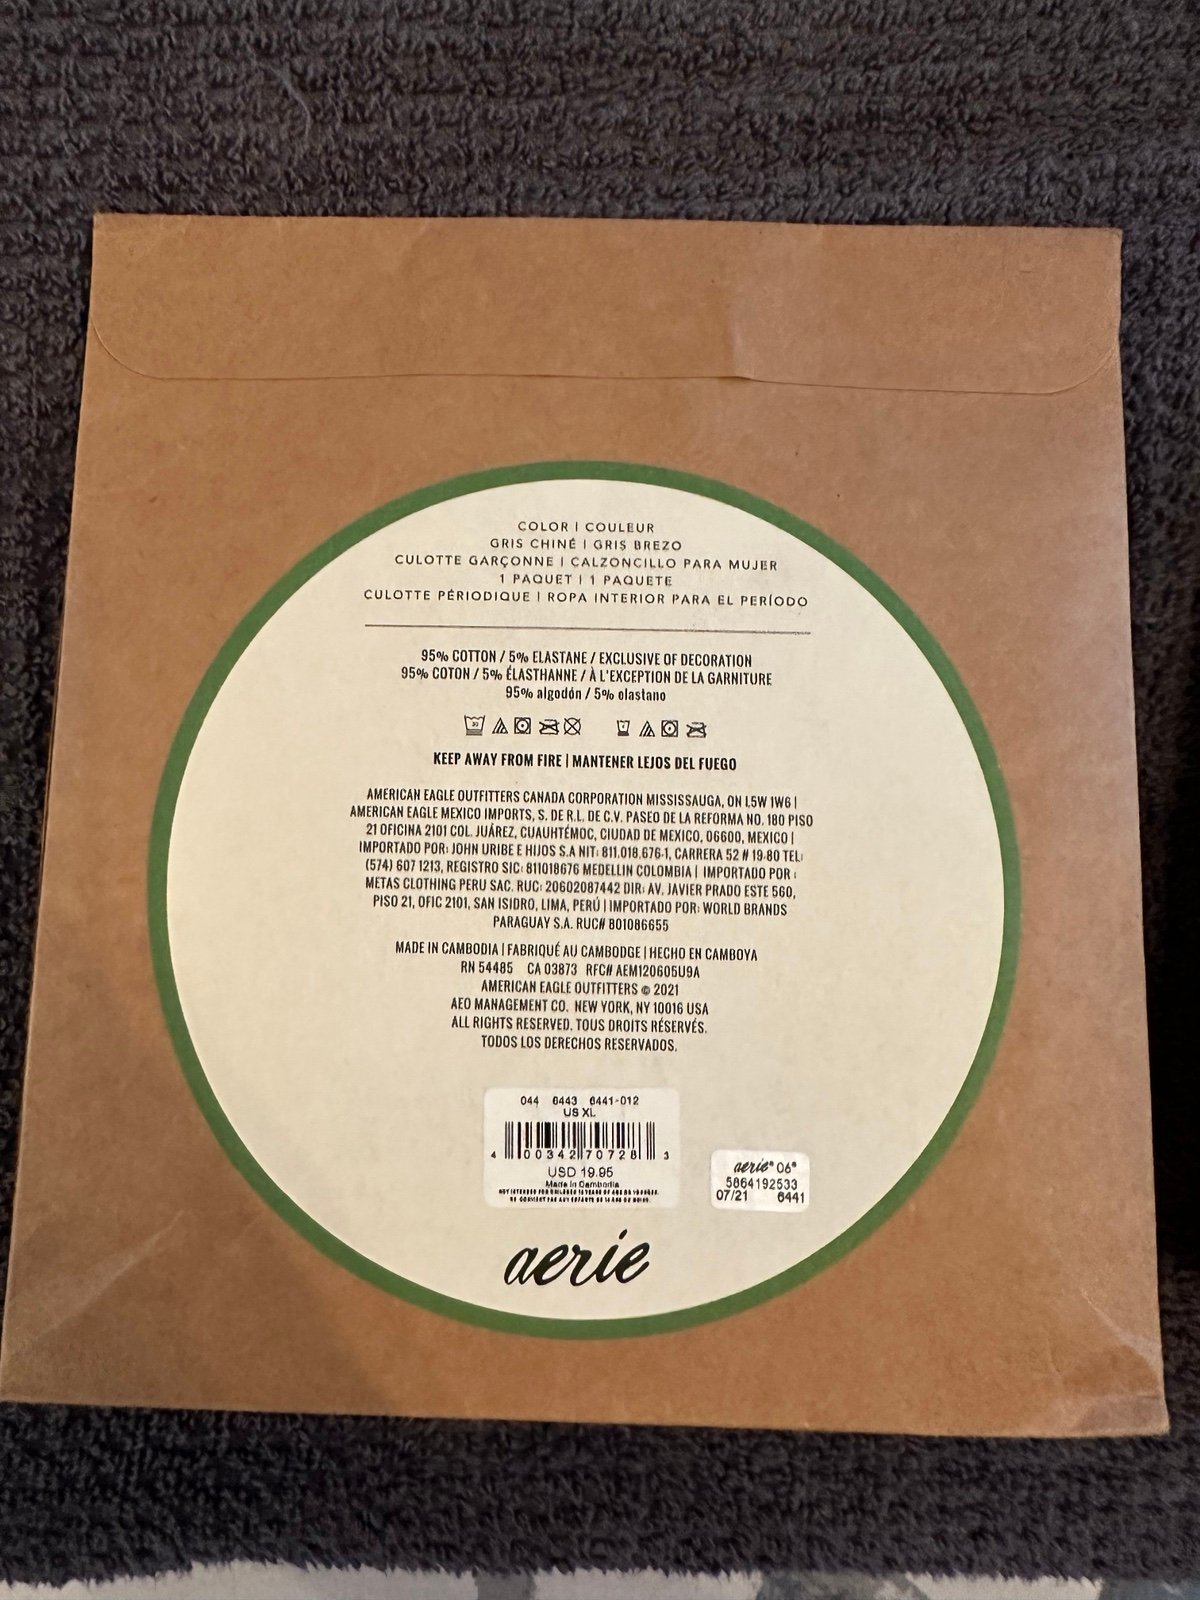 COLOR | COULEUR
GRIS CHINÉ | GRIS BREZO
CULOTTE GARÇONNE | CALZONCILLO PARA MUJER
1 PAQUET | 1 PAQUETE
CULOTTE PÉRIODIQUE | ROPA INTERIOR PARA EL PERÍODO
95% COTTON / 5% ELASTANE / EXCLUSIVE OF DECORATION
95% COTON / 5% ÉLASTHANNE / À L'EXCEPTION DE LA GARNITURE
95% algodón / 5% elastano
KEEP AWAY FROM FIRE | MANTENER LEJOS DEL FUEGO
AMERICAN EAGLE OUTFITTERS CANADA CORPORATION MISSISSAUGA, ON L5W 1W6 |
AMERICAN EAGLE MEXICO IMPORTS, S. DE R.L. DE C.V. PASEO DE LA REFORMA NO. 180 PISO
21 OFICINA 2101 COL. JUÁREZ, CUAUHTÉMOC, CIUDAD DE MEXICO, 06600, MEXICO |
IMPORTADO POR: JOHN URIBE E HIJOS S.A NIT: 811.018.676-1, CARRERA 52 # 19-80 TEL:
(574) 607 1213, REGISTRO SIC: 811018676 MEDELLIN COLOMBIA | IMPORTADO POR :
METAS CLOTHING PERU SAC. RUC: 20602087442 DIR: AV. JAVIER PRADO ESTE 560,
PISO 21, OFIC 2101, SAN ISIDRO, LIMA, PERÚ | IMPORTADO POR: WORLD BRANDS
PARAGUAY S.A. RUC# 801086655
MADE IN CAMBODIA | FABRIQUÉ AU CAMBODGE | HECHO EN CAMBOYA
RN 54485 CA 03873 RFC# AEM120605U9A
AMERICAN EAGLE OUTFITTERS © 2021
AEO MANAGEMENT CO. NEW YORK, NY 10016 USA
ALL RIGHTS RESERVED. TOUS DROITS RÉSERVÉS.
TODOS LOS DERECHOS RESERVADOS.
044 0443 6441-012
US XL
4 00342 70728 3
USD 19.95
Made in Cambodia
aerie® 06®
5864192533
07/21 6441
aerie